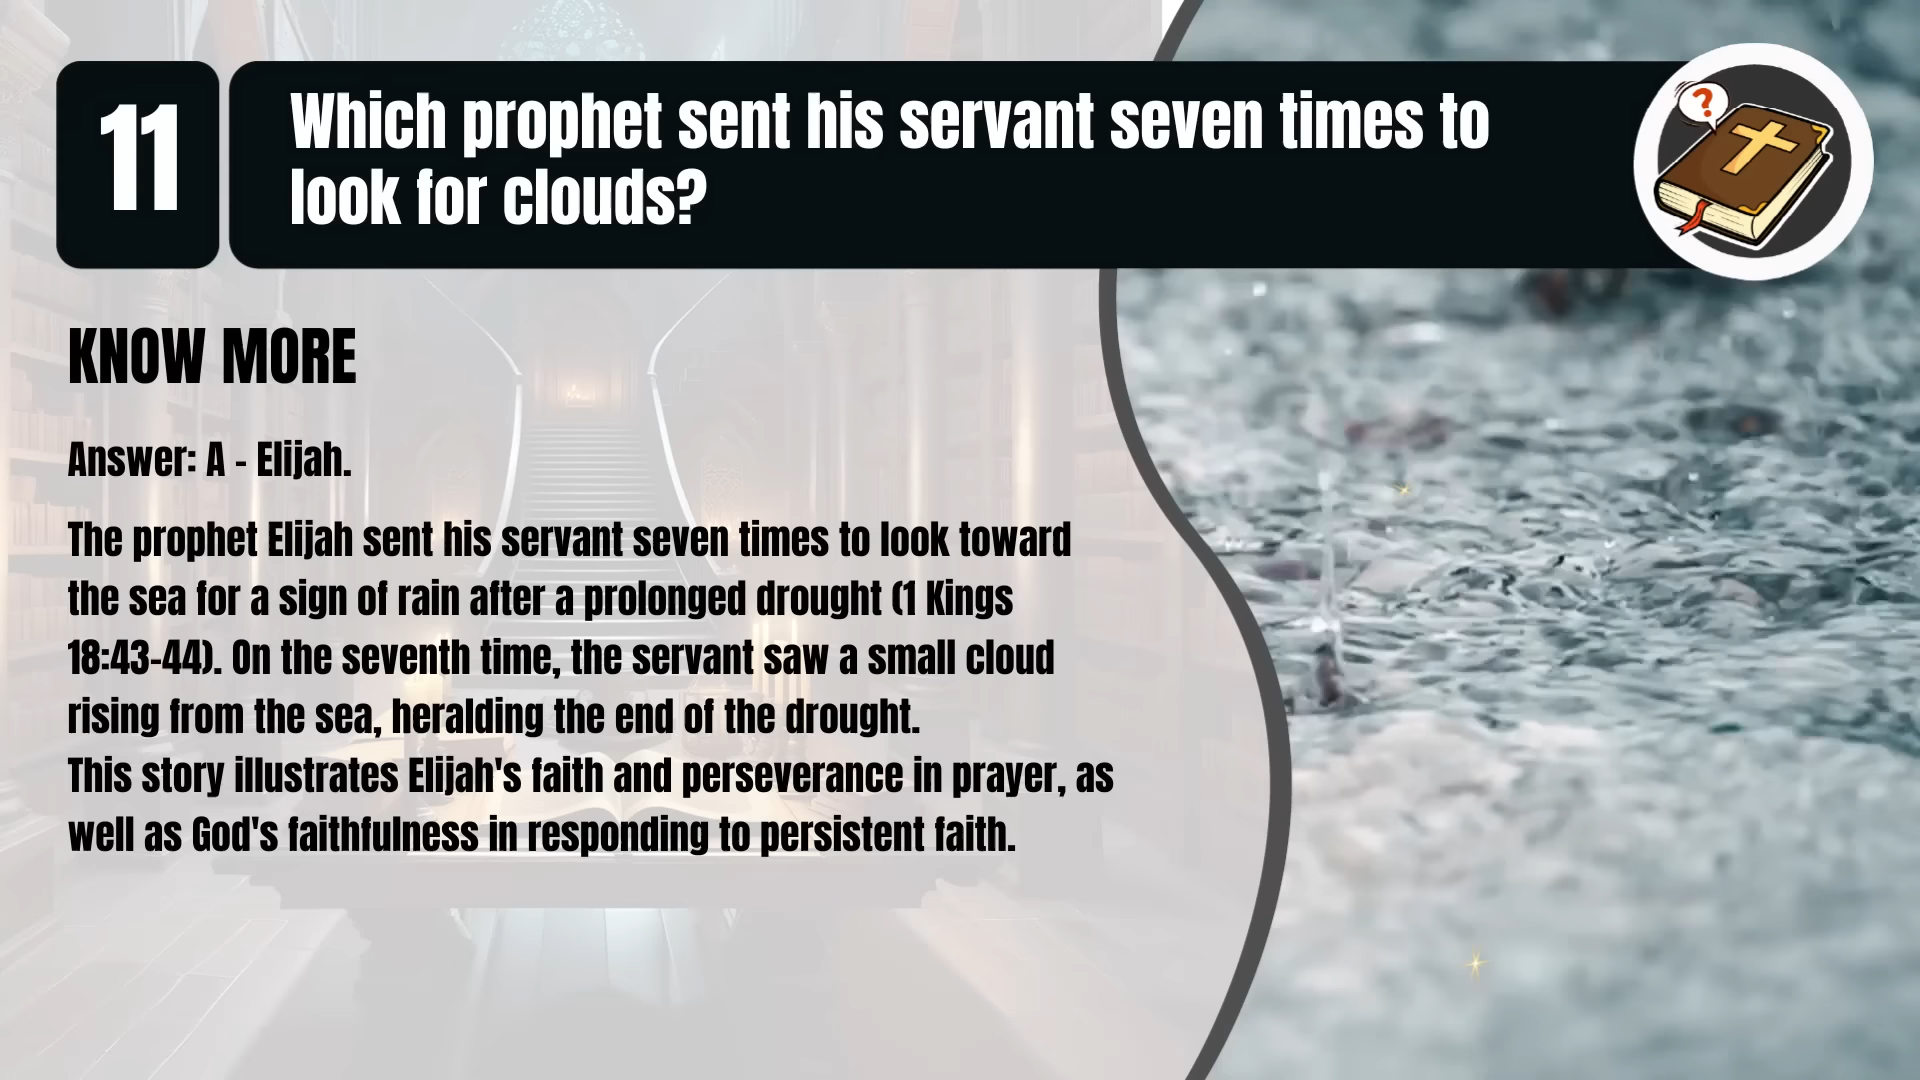 11
Which prophet sent his servant seven times to
look for clouds?
?
KNOW MORE
Answer: A - Elijah.
The prophet Elijah sent his servant seven times to look toward
the sea for a sign of rain after a prolonged drought (1 Kings
18:43-44). On the seventh time, the servant saw a small cloud
rising from the sea, heralding the end of the drought.
This story illustrates Elijah's faith and perseverance in prayer, as
well as God's faithfulness in responding to persistent faith.